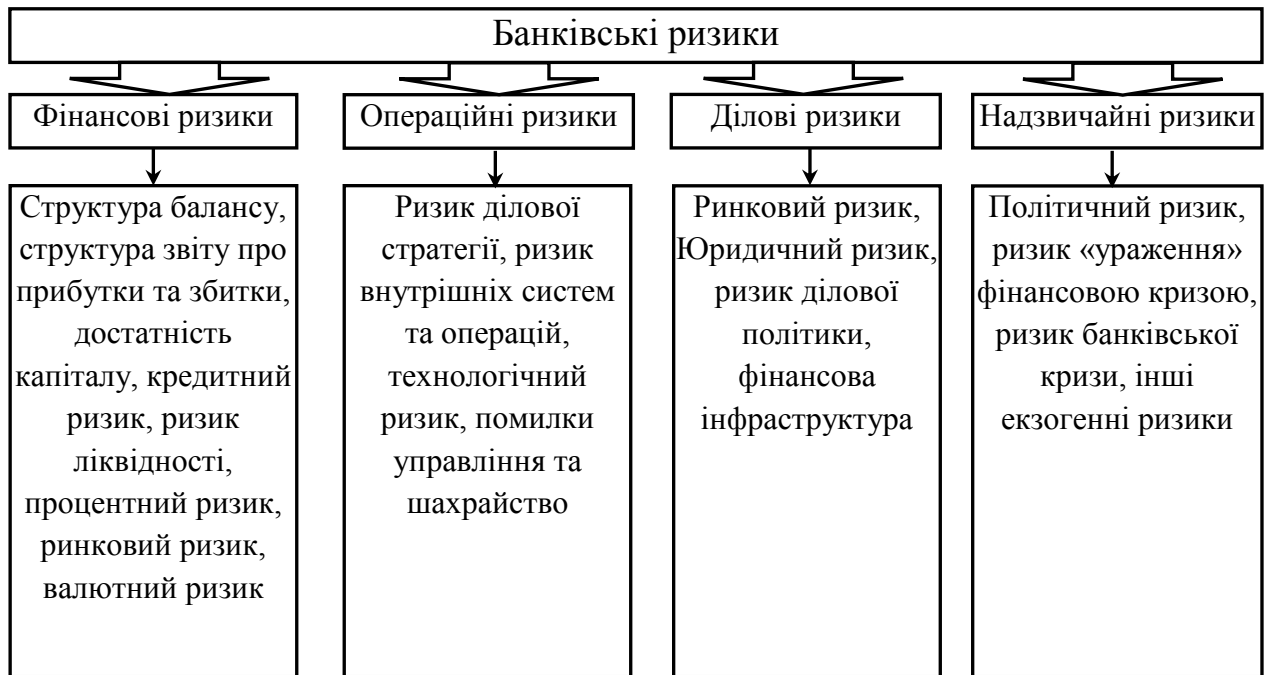 Банківські ризики
Фінансові ризики
Операційні ризики
Ділові ризики
Надзвичайні ризики
Структура балансу,
структура звіту про
прибутки та збитки,
достатність
капіталу, кредитний
ризик, ризик
ліквідності,
процентний ризик,
ринковий ризик,
валютний ризик
Ризик ділової
стратегії, ризик
внутрішніх систем
та операцій,
технологічний
ризик, помилки
управління та
шахрайство
Ринковий ризик,
Юридичний ризик,
ризик ділової
політики,
фінансова
інфраструктура
Політичний ризик,
ризик «ураження»
фінансовою кризою,
ризик банківської
кризи, інші
екзогенні ризики